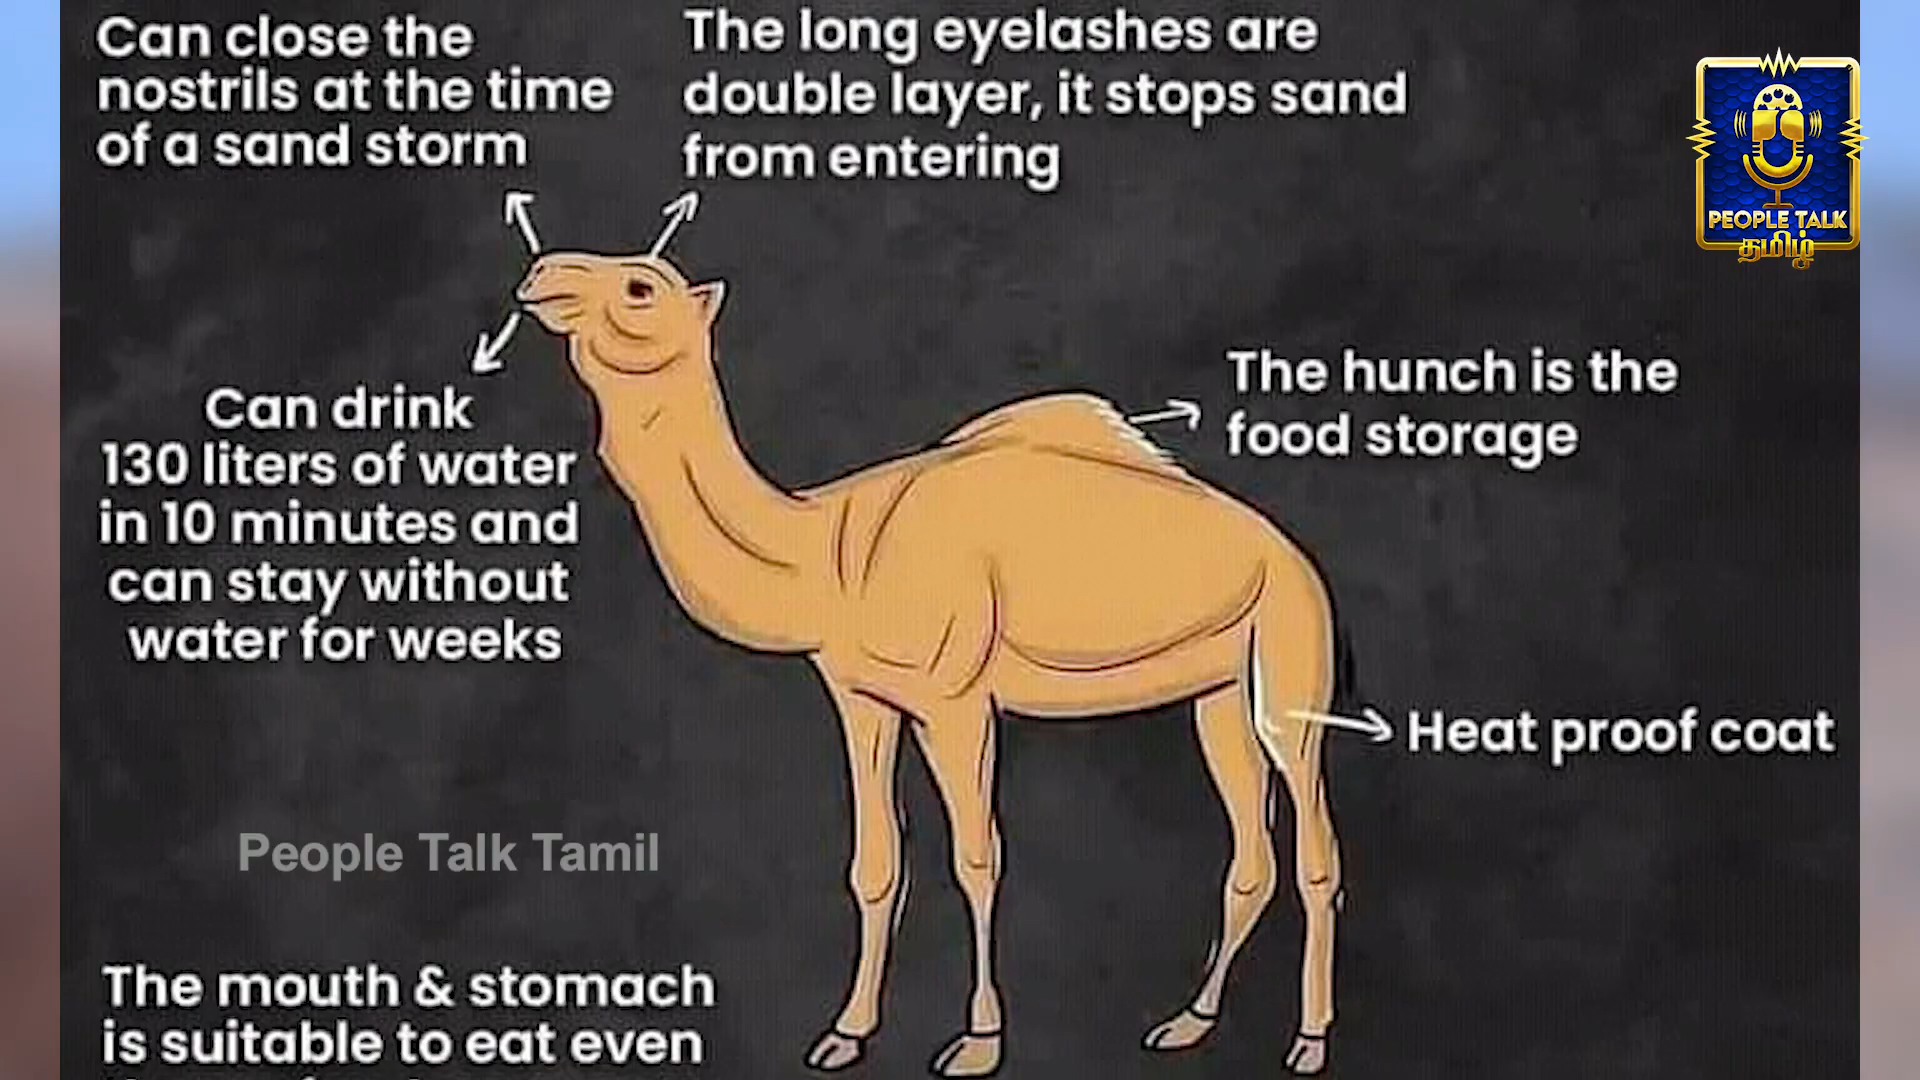 Can close the
nostrils at the time
of a sand storm
The long eyelashes are
double layer, it stops sand
from entering
PEOPLE TALK
தமிழ்
Can drink
130 liters of water
in 10 minutes and
can stay without
water for weeks
The hunch is the
food storage
Heat proof coat
People Talk Tamil
The mouth & stomach
is suitable to eat even